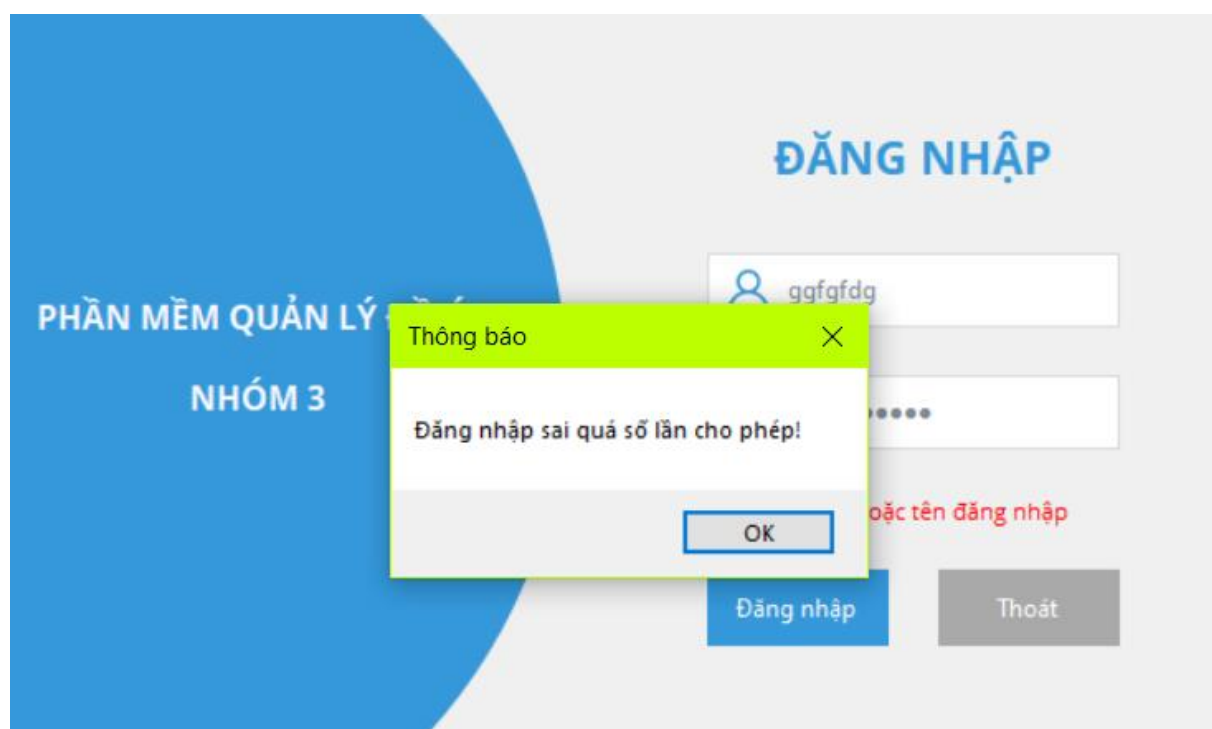 ĐĂNG NHẬP
ggfgfdg
PHẦN MỀM QUẢN LÝ
NHÓM 3
Thông báo
Đăng nhập sai quá số lần cho phép!
OK
tên đăng nhập
Đăng nhập
Thoát